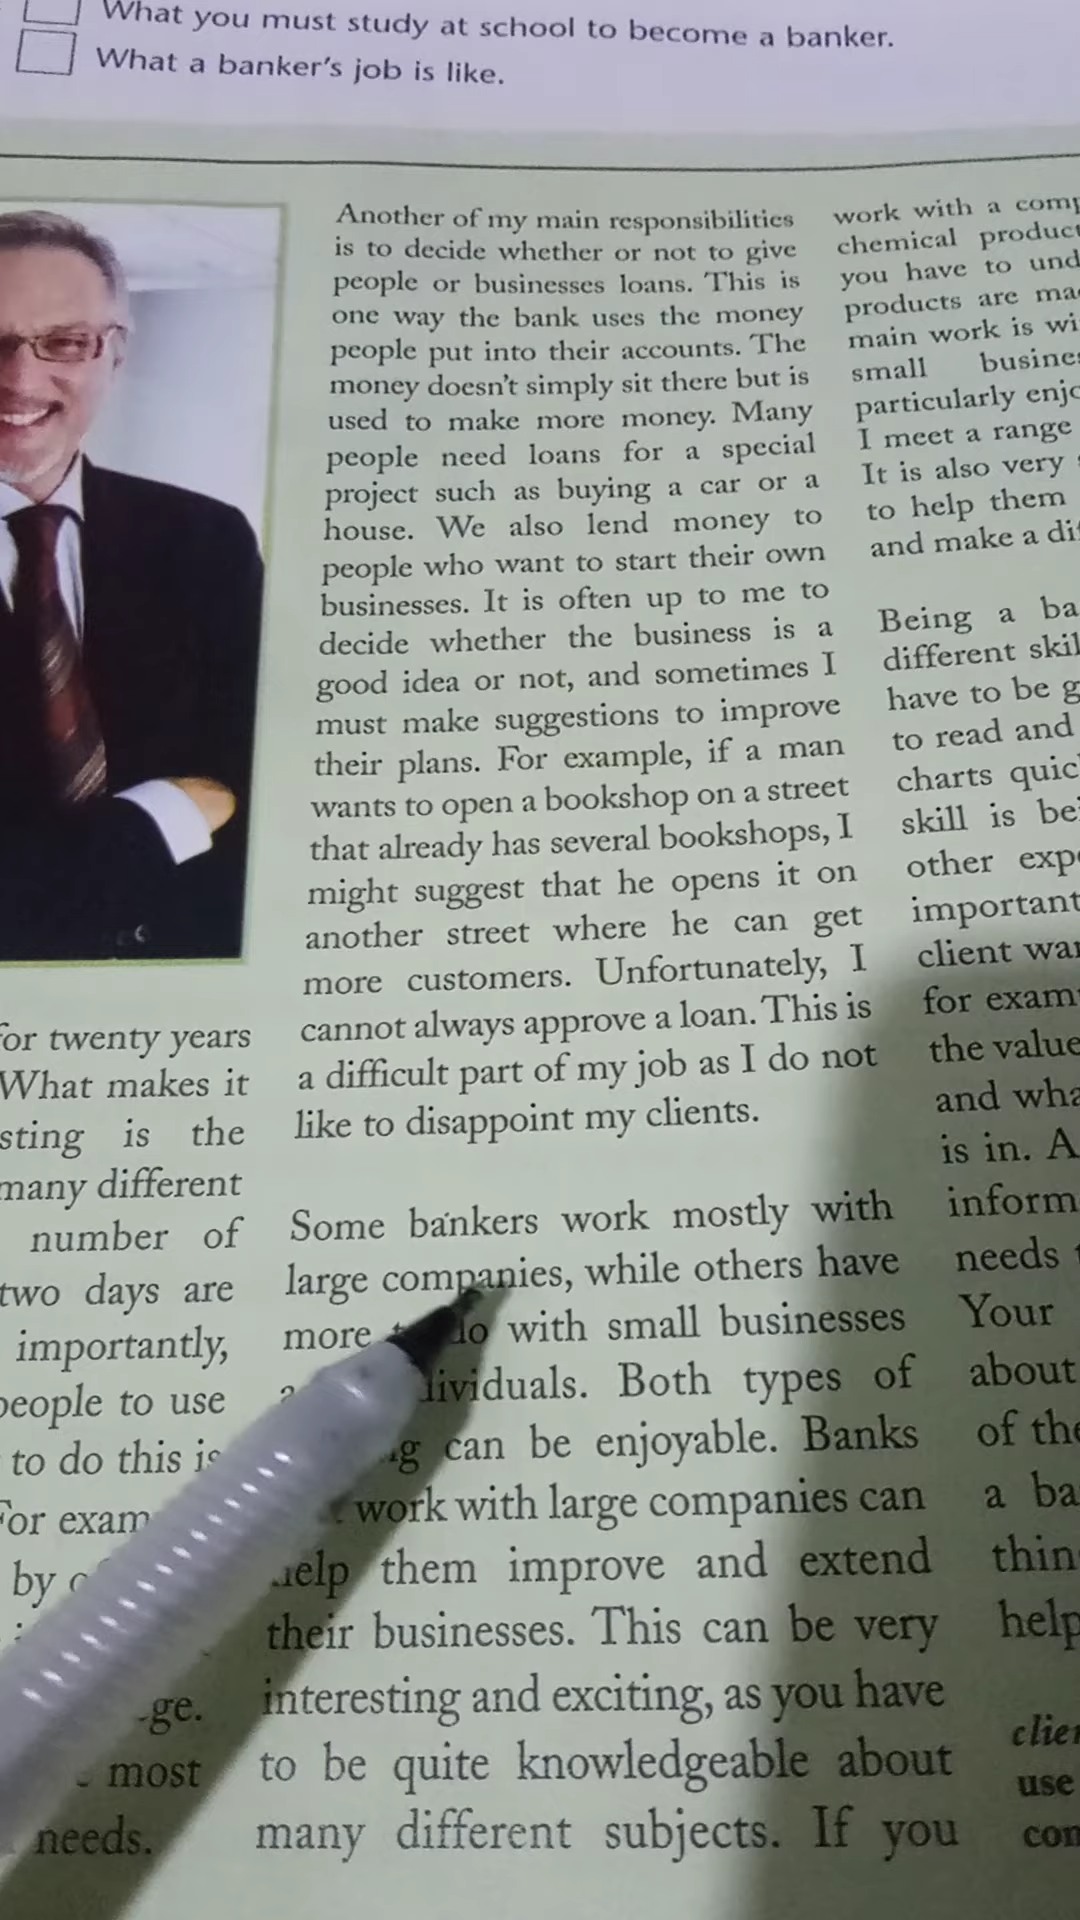 What you must study at school to become a banker.
What a banker's job is like.
for twenty years
What makes it
sting is the
many different
number of
two days are
importantly,
people to use
to do this is
For exam
by
ge.
most
needs.
Another of my main responsibilities
is to decide whether or not to give
people or businesses loans. This is
one way the bank uses the money
people put into their accounts. The
money doesn't simply sit there but is
used to make more money. Many
people need loans for a special
project such as buying a car or a
house. We also lend money to
people who want to start their own
businesses. It is often up to me to
decide whether the business is a
good idea or not, and sometimes I
must make suggestions to improve
their plans. For example, if a man
wants to open a bookshop on a street
that already has several bookshops, I
might suggest that he opens it on
another street where he can get
more customers. Unfortunately, I
cannot always approve a loan. This is
a difficult part of my job as I do not
like to disappoint my clients.
Some bankers work mostly with
large companies, while others have
more to do with small businesses
dividuals. Both types of
g can be enjoyable. Banks
work with large companies can
help them improve and extend
their businesses. This can be very
interesting and exciting, as you have
to be quite knowledgeable about
many different subjects. If you
work with a comp
chemical product
you have to und
products are ma
main work is wi
small busines
particularly enjo
I meet a range
It is also very
to help them
and make a dif
Being a ba
different skil
have to be g
to read and
charts quic
skill is bei
other exp
important
client wa
for exam
the value
and wha
is in. A
inform
needs
Your
about
of the
a ba
thin
help
clie
use
con